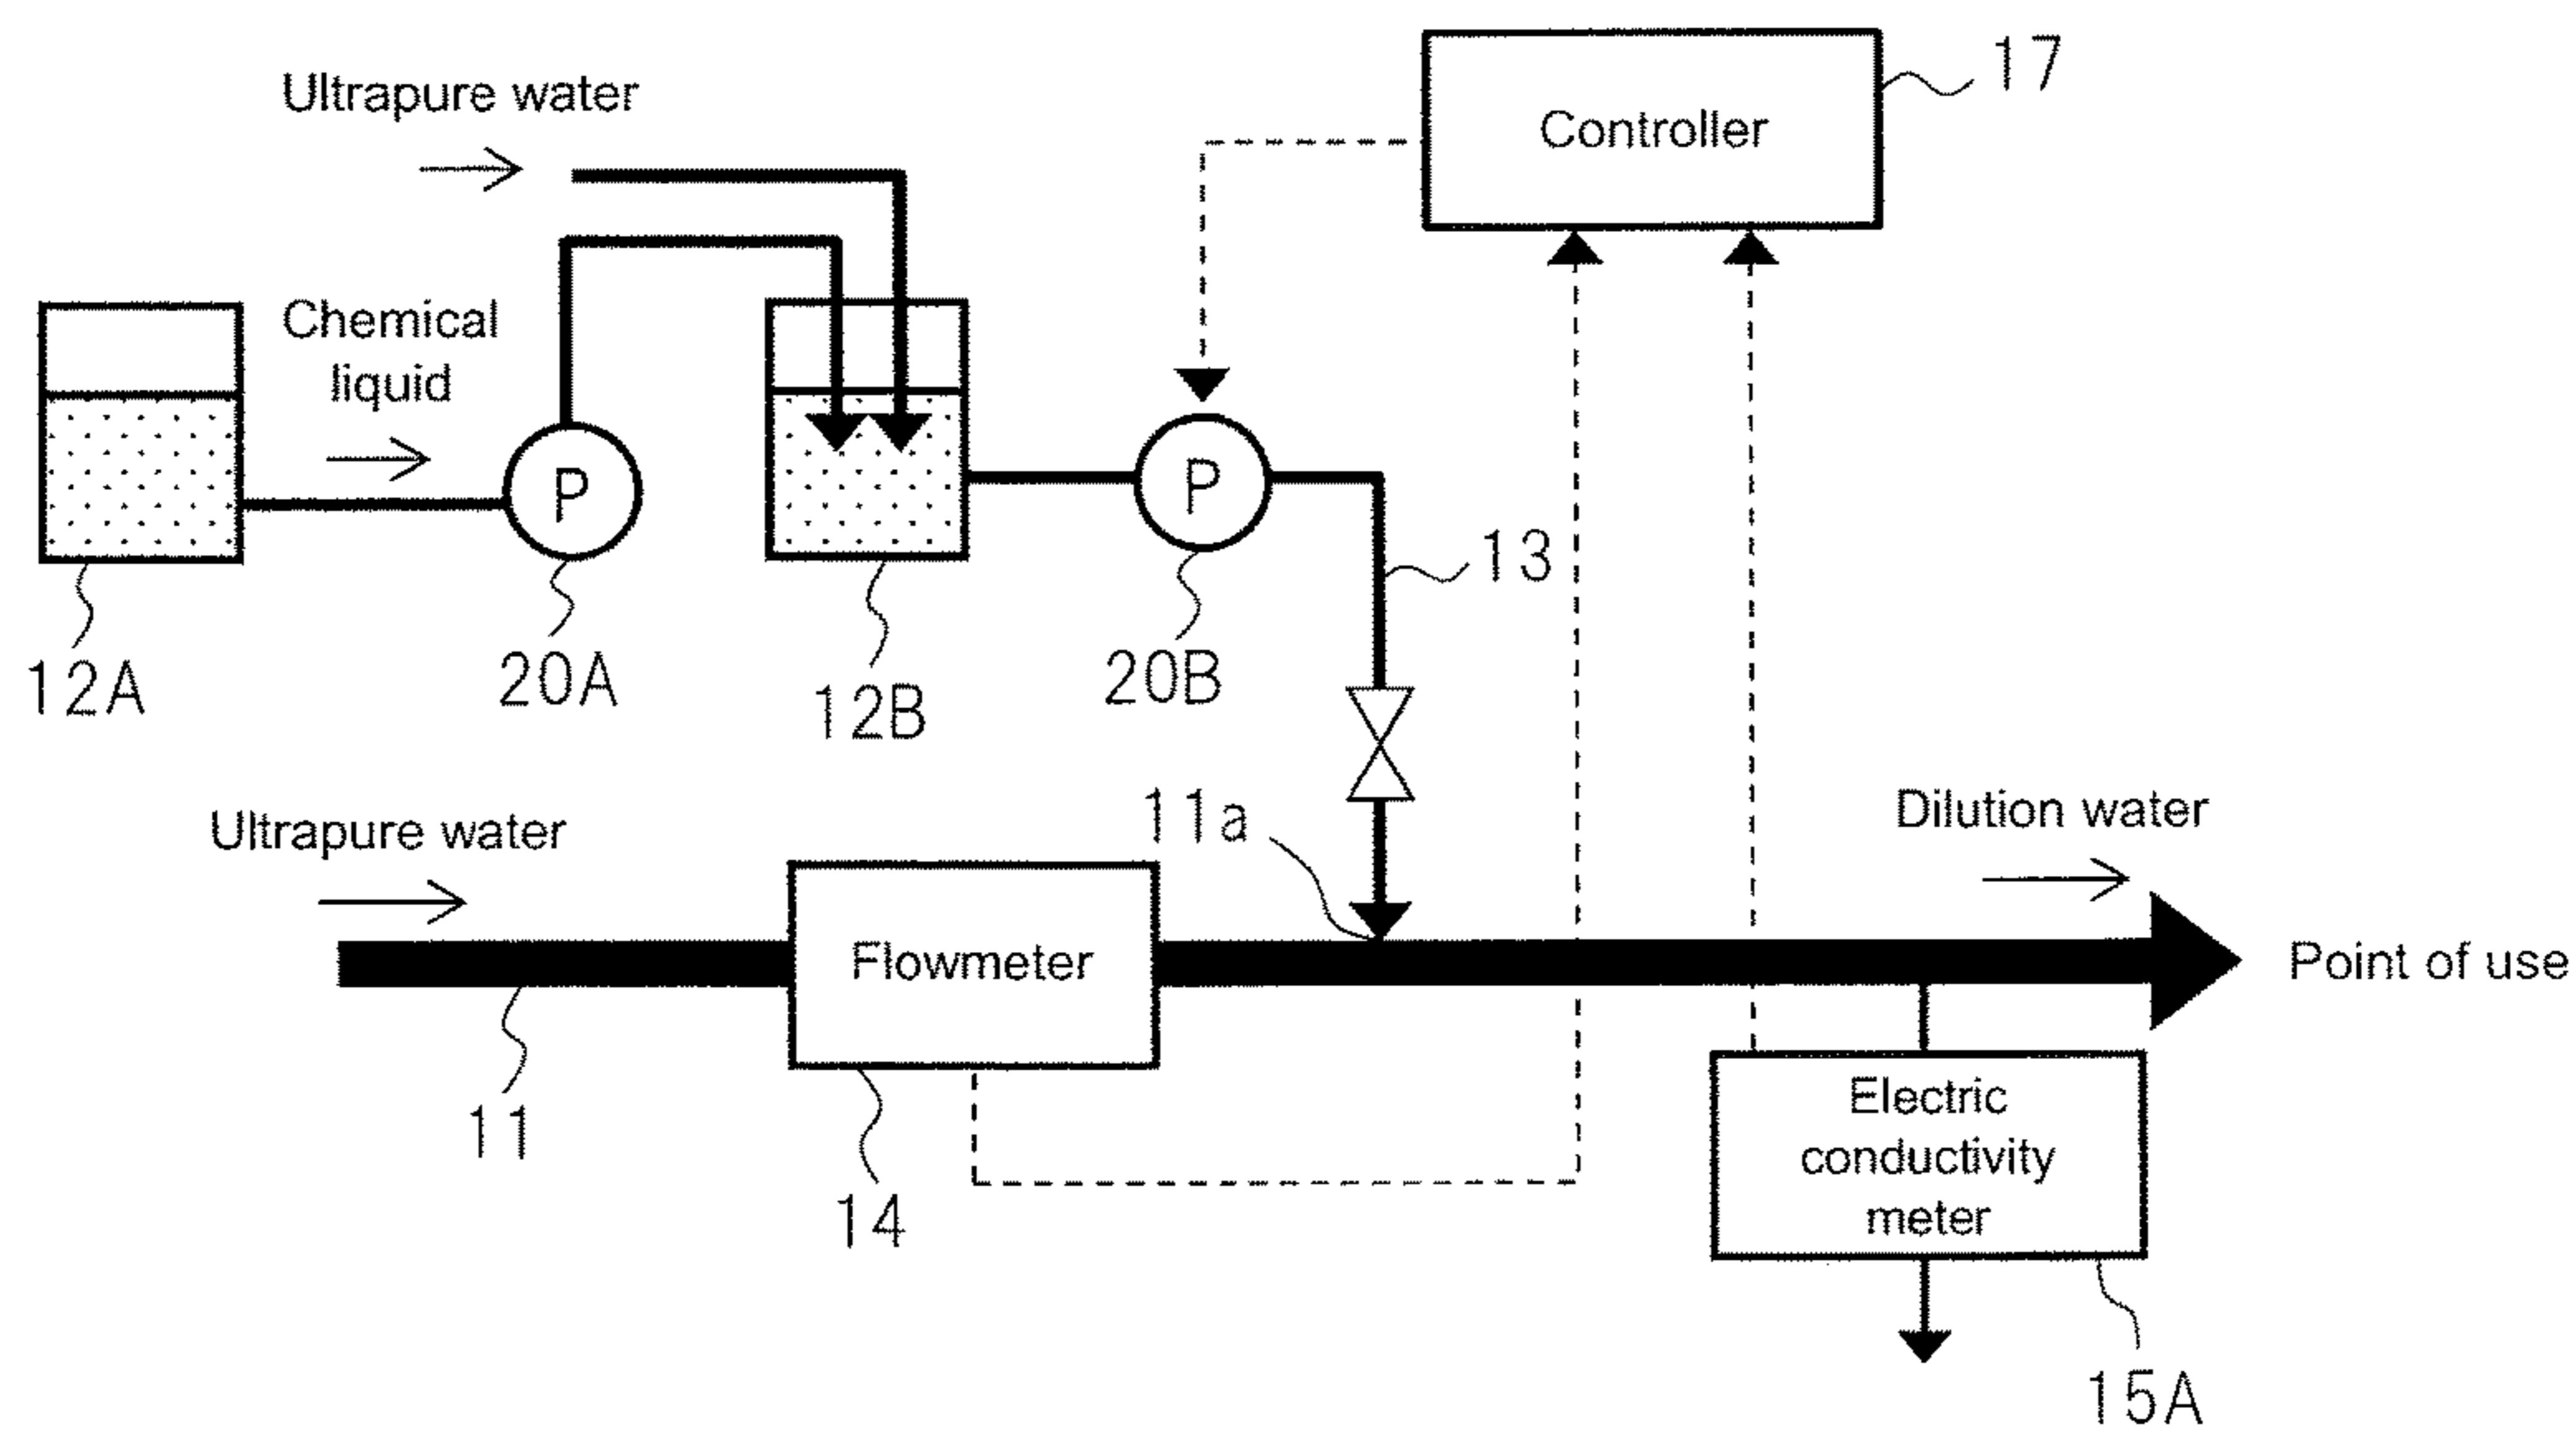 Ultrapure water
17
Controller
Chemical
liquid
P
P
13
12A
20A
12B
20B
11a
Ultrapure water
Dilution water
Flowmeter
Point of use
11
14
Electric
conductivity
meter
15A